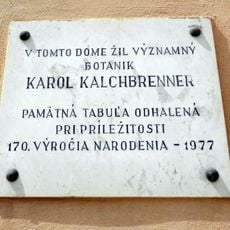 V TOMTO DOME ŽIL VÝZNAMNÝ
BOTANIK
KAROL KALCHBRENNER
PAMÄTNÁ TABUĽA ODHALENÁ
PRI PRÍLEŽITOSTI
170. VÝROČIA NARODENIA – 1977